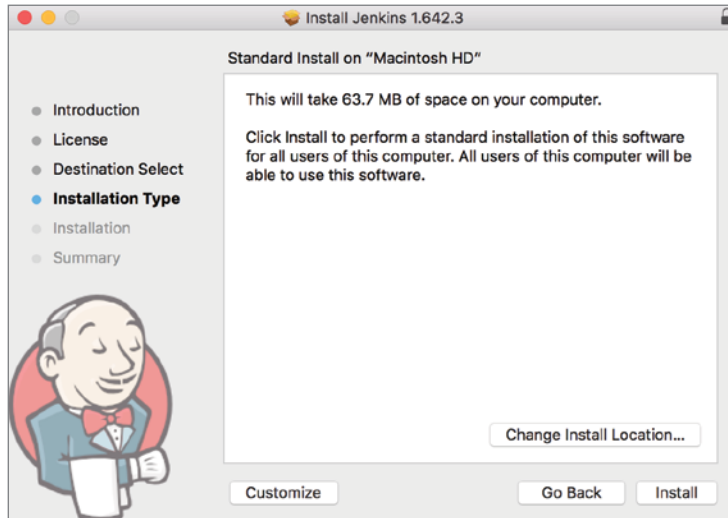 Install Jenkins 1.642.3
Standard Install on “Macintosh HD“
Introduction
License
Destination Select
Installation Type
Installation
Summary
This will take 63.7 MB of space on your computer.
Click Install to perform a standard installation of this software
for all users of this computer. All users of this computer will be
able to use this software.
Change Install Location...
Customize
Go Back
Install